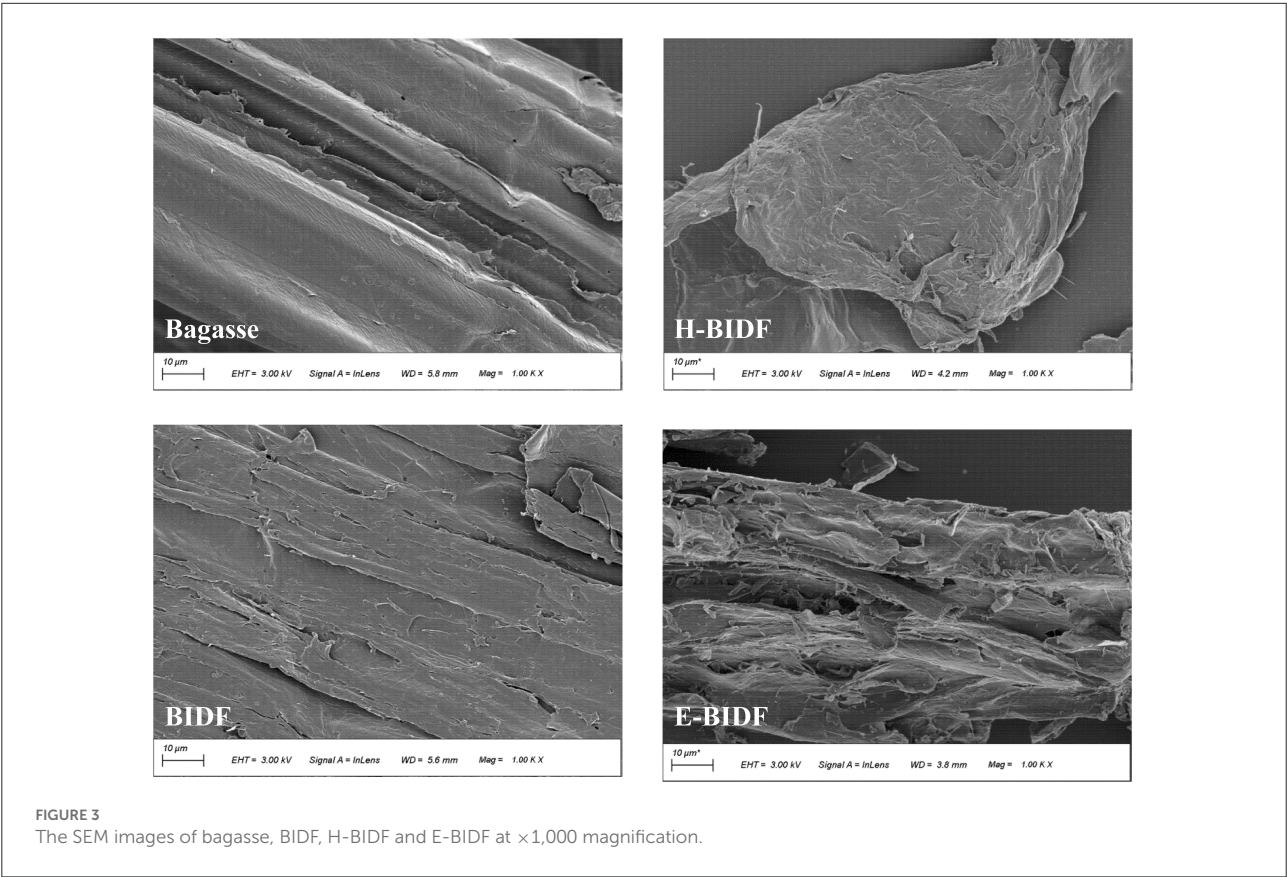 Bagasse
10 µm
EHT = 3.00 kV Signal A = InLens WD = 5.8 mm Mag = 1.00 K X
H-BIDF
10 µm*
EHT = 3.00 kV Signal A = InLens WD = 4.2 mm Mag = 1.00 K X
BIDF
10 µm
EHT = 3.00 kV Signal A = InLens WD = 5.6 mm Mag = 1.00 K X
E-BIDF
10 µm*
EHT = 3.00 kV Signal A = InLens WD = 3.8 mm Mag = 1.00 K X
FIGURE 3
The SEM images of bagasse, BIDF, H-BIDF and E-BIDF at ×1,000 magnification.